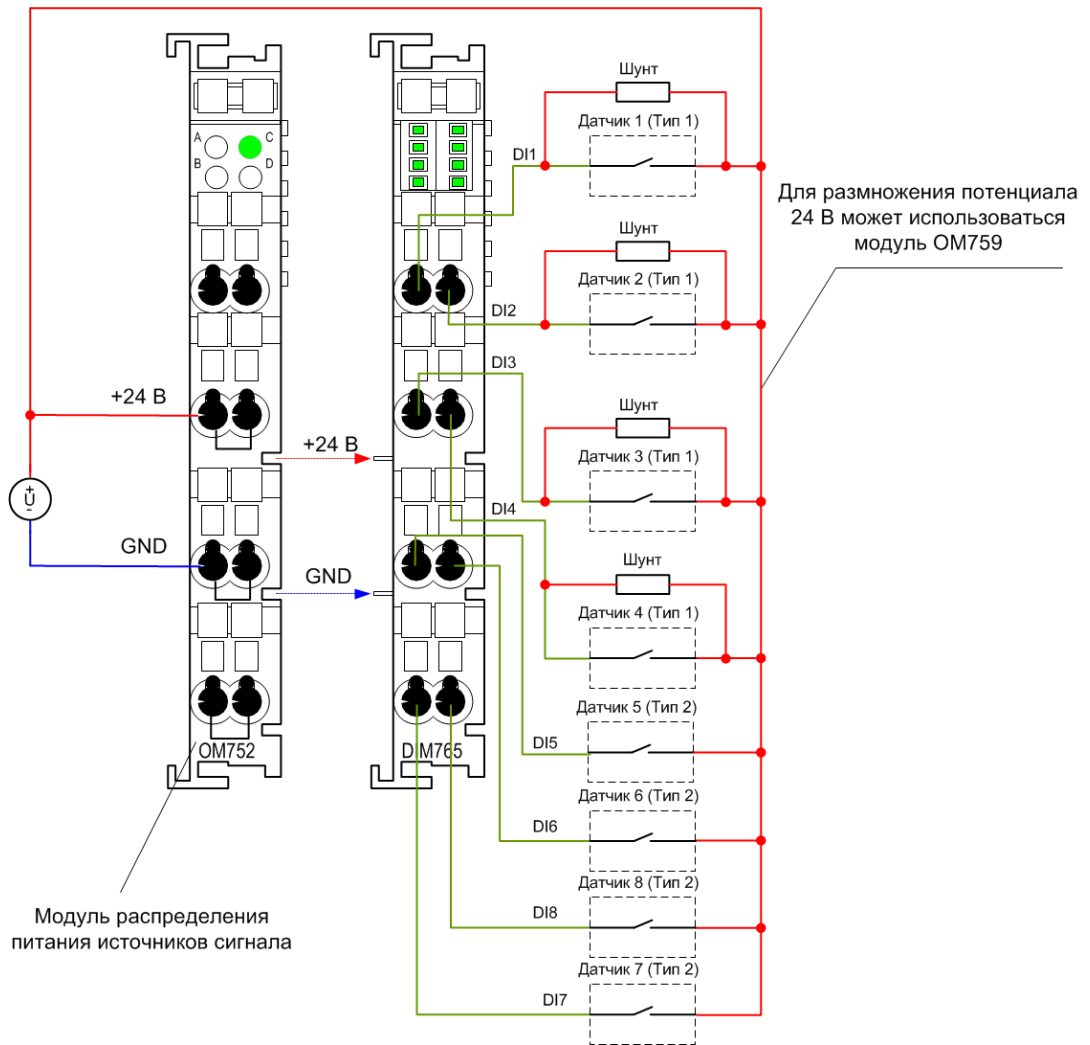 Шунт
Датчик 1 (Тип 1)
A
C
B
D
DI1
Для размножения потенциала
24 В может использоваться
модуль OM759
Шунт
Датчик 2 (Тип 1)
DI2
DI3
+24 В
Шунт
+24 В
Датчик 3 (Тип 1)
+
U
-
DI4
GND
Шунт
GND
Датчик 4 (Тип 1)
Датчик 5 (Тип 2)
OM752
DIM765
DI5
Датчик 6 (Тип 2)
DI6
Датчик 8 (Тип 2)
Модуль распределения
питания источников сигнала
DI8
Датчик 7 (Тип 2)
DI7